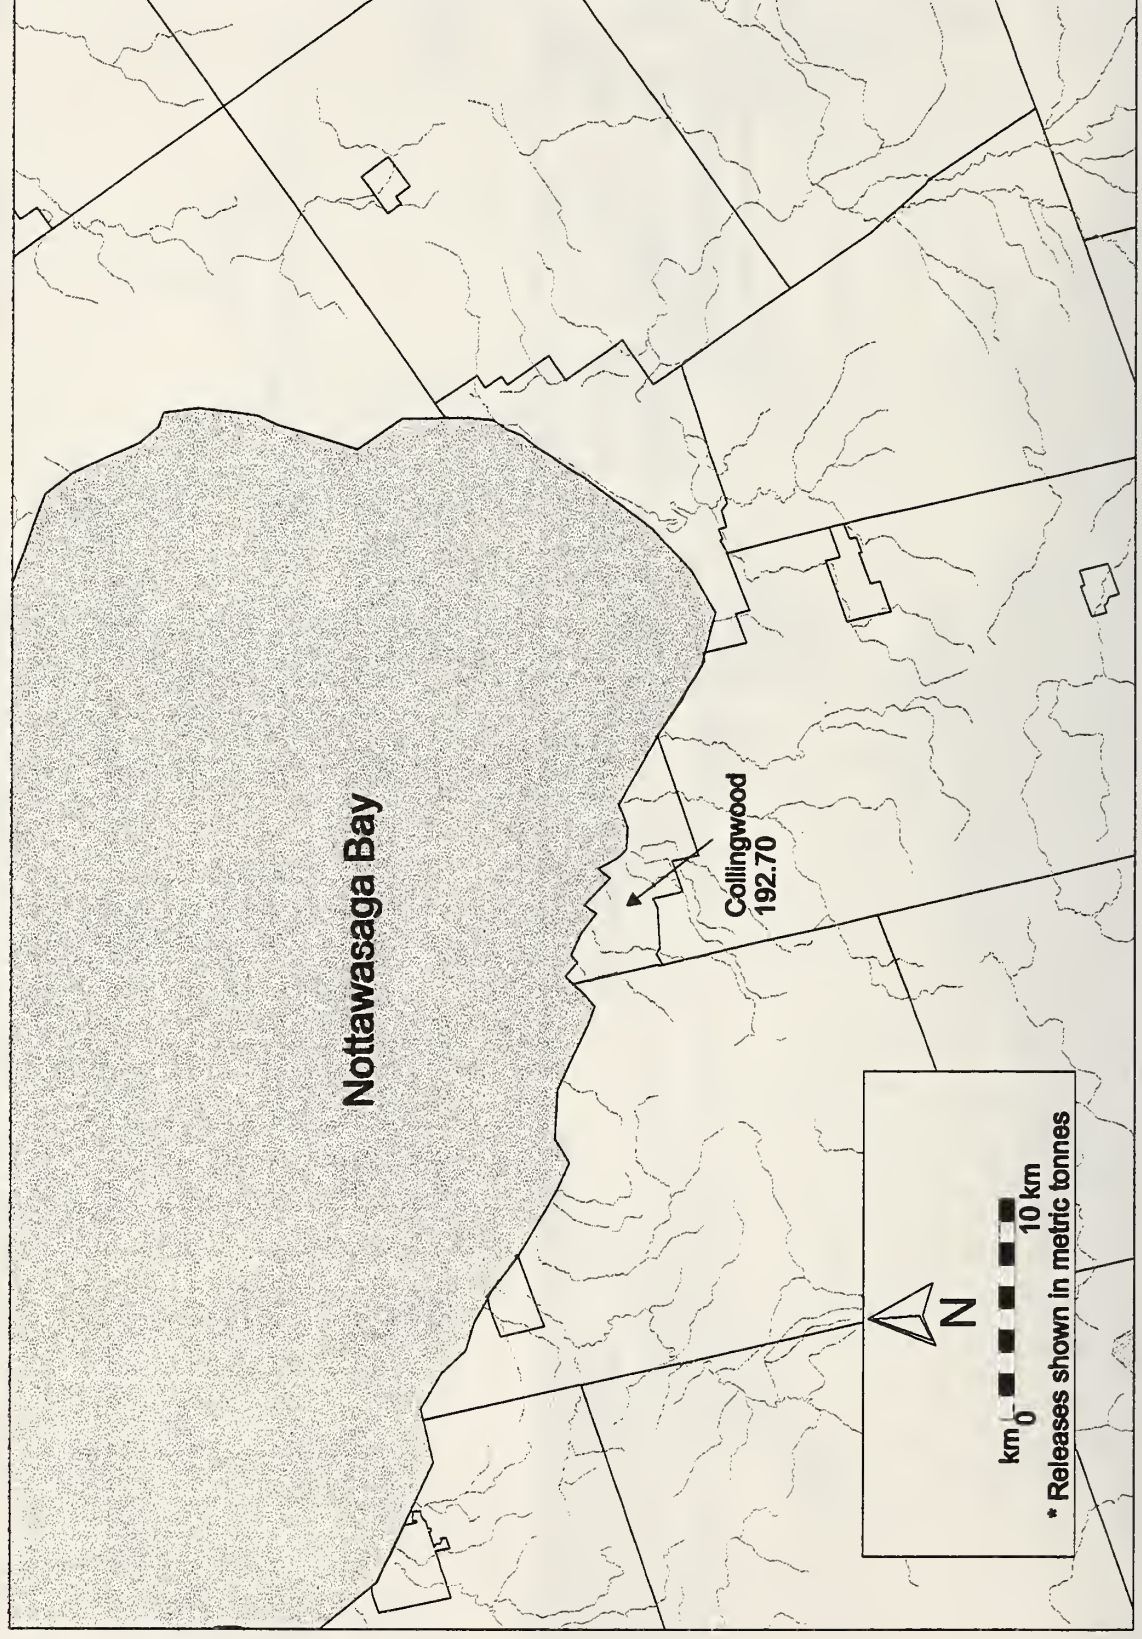 Nottawasaga Bay
Collingwood
192.70
N
km
0
10 km
* Releases shown in metric tonnes